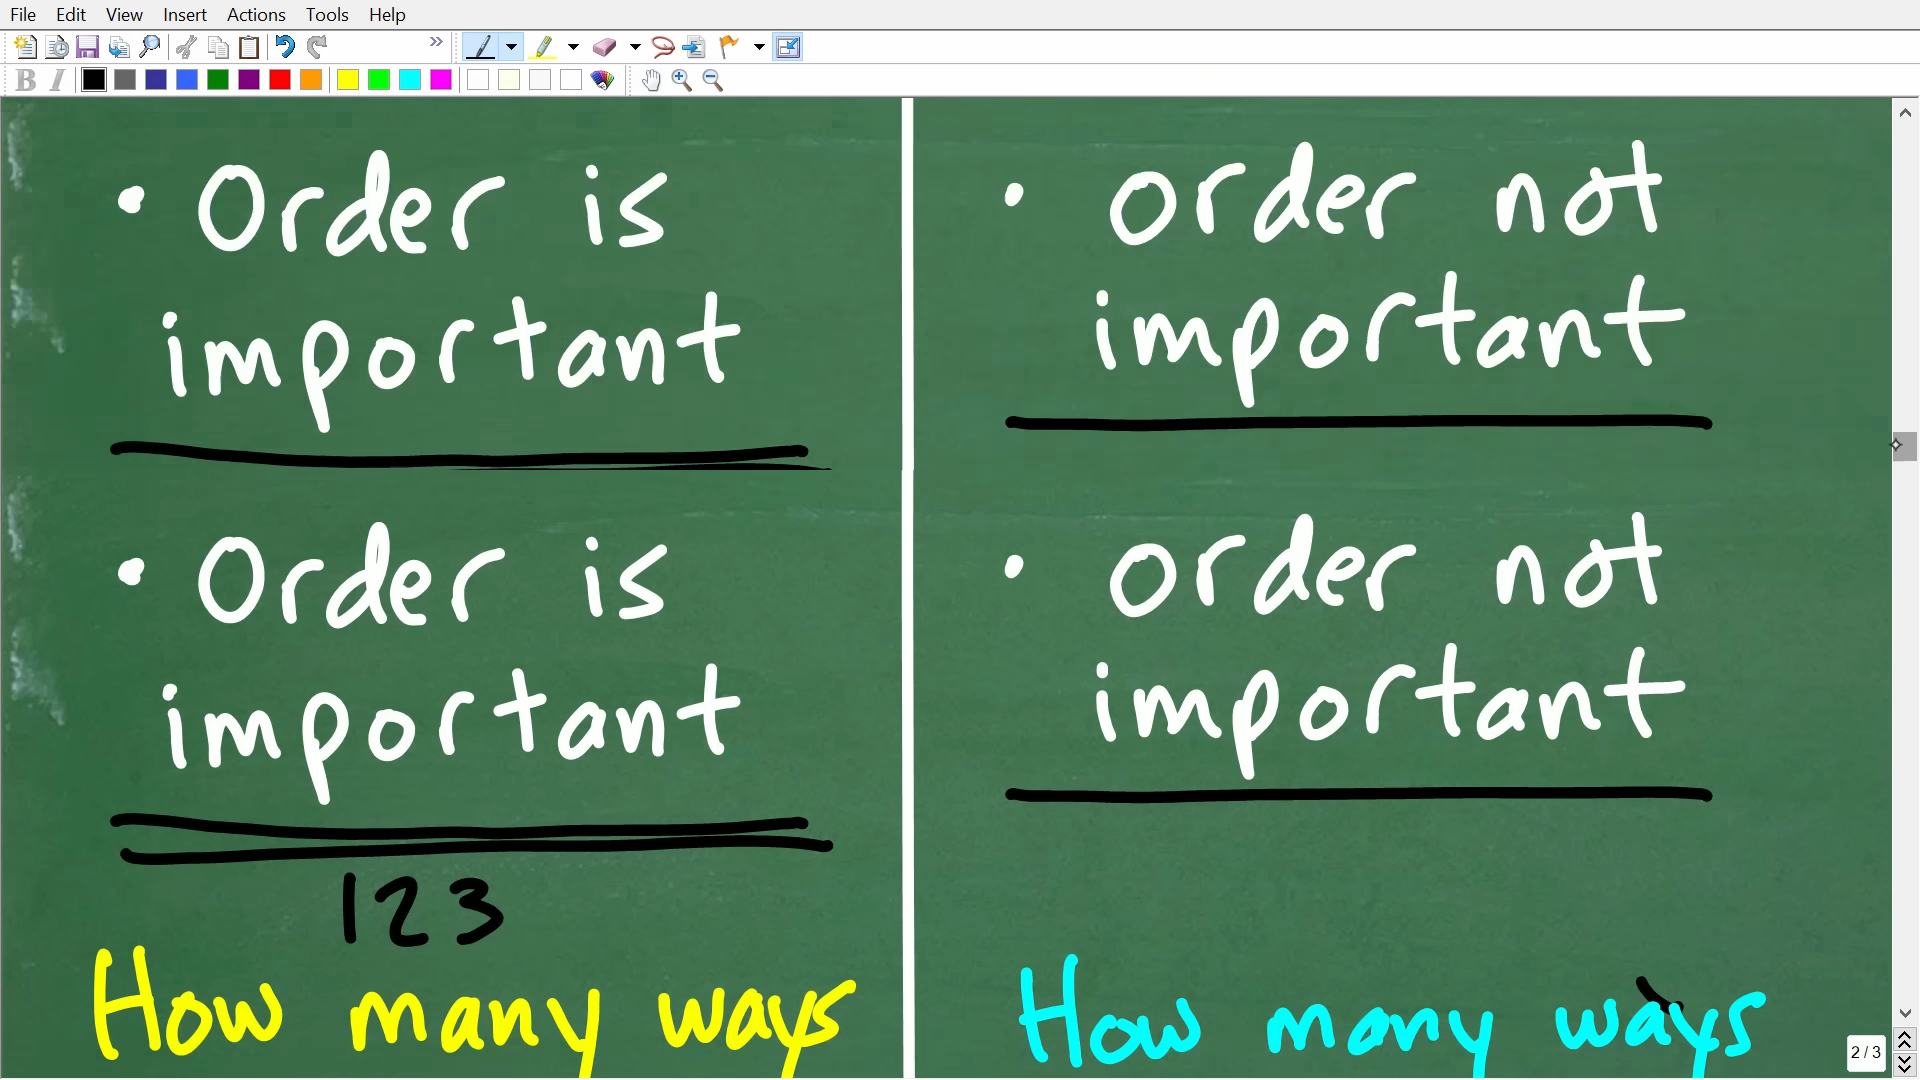 File Edit View Insert Actions Tools Help
B I
• Order is
important
• order not
important
• Order is
important
• order not
important
123
How many ways
How many ways
2 / 3